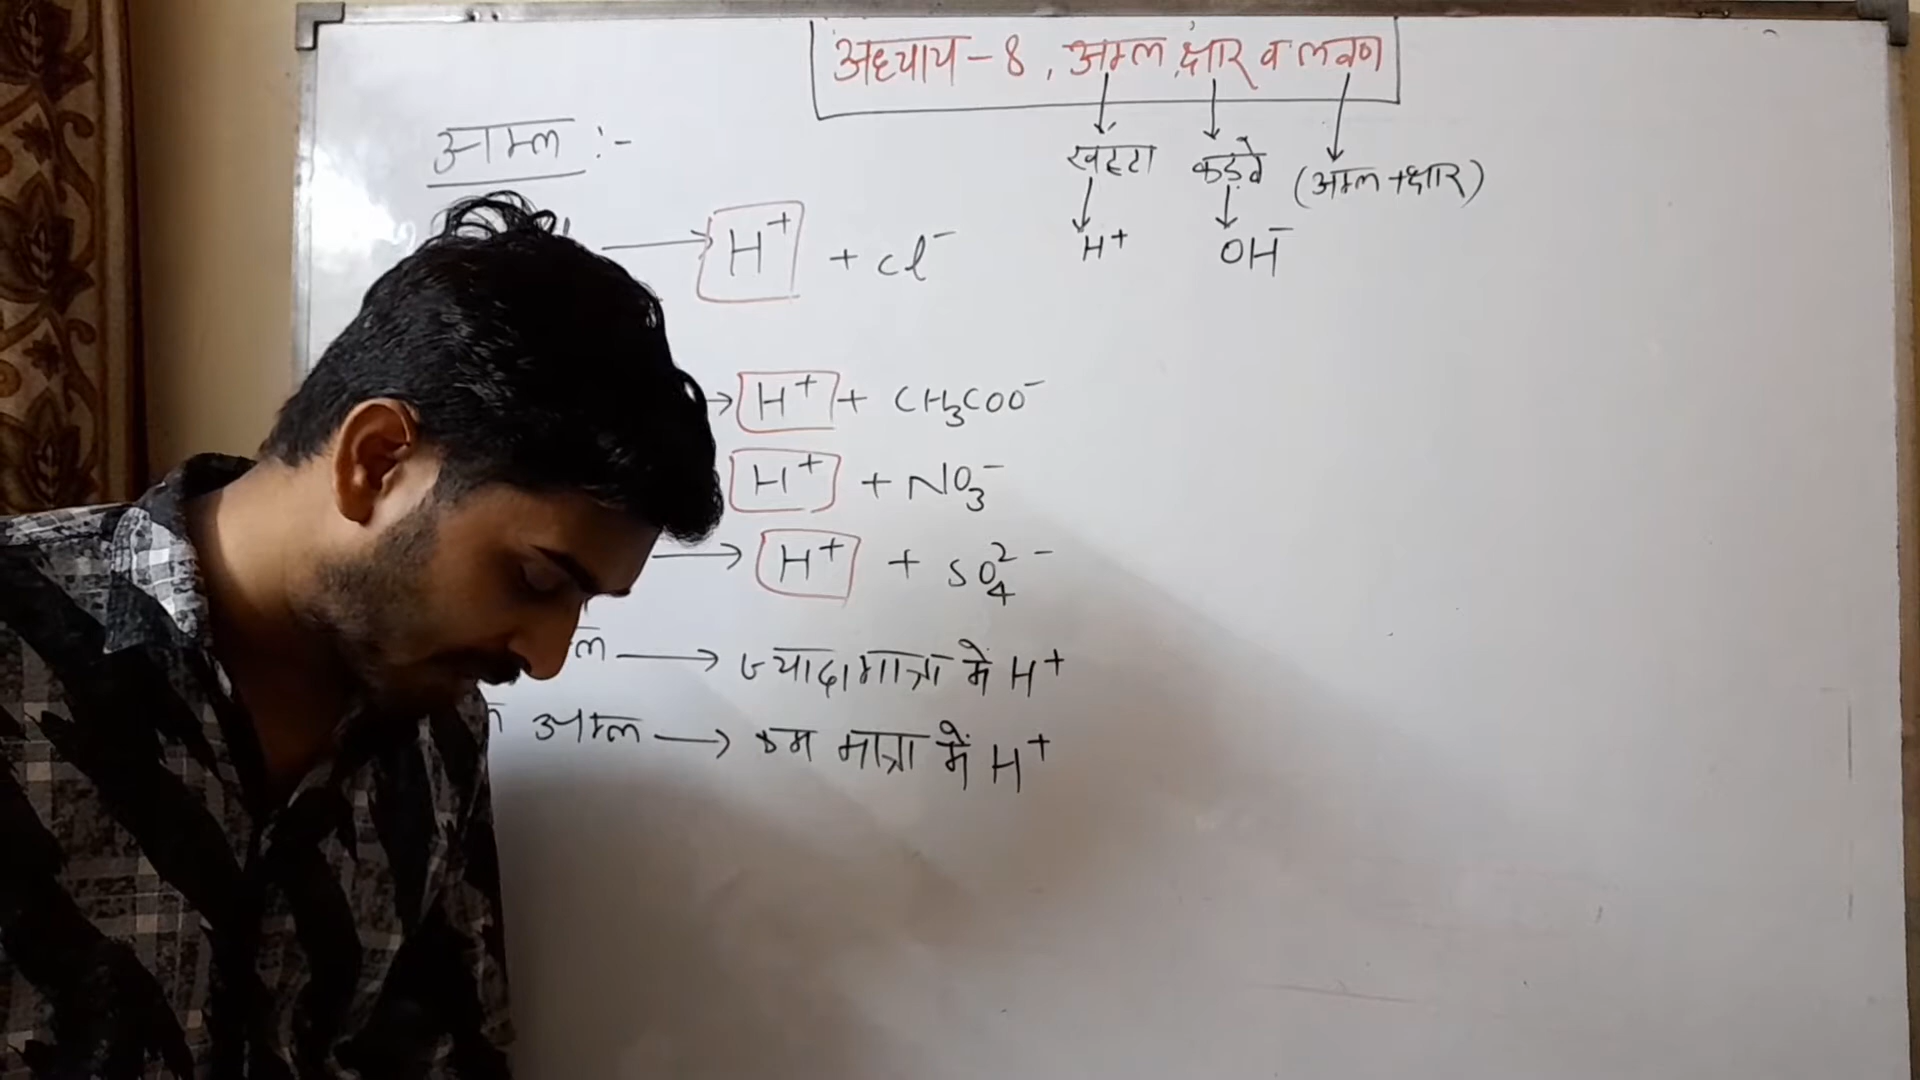 अध्याय - 8, अम्ल, क्षार व लवण
अम्ल :-
खट्टा कड़वे (अम्ल + क्षार)
H⁺ OH⁻
→ H⁺ + Cl⁻
→ H⁺ + CH₃COO⁻
H⁺ + NO₃⁻
→ H⁺ + SO₄²⁻
→ ज्यादा मात्रा में H⁺
अम्ल → कम मात्रा में H⁺